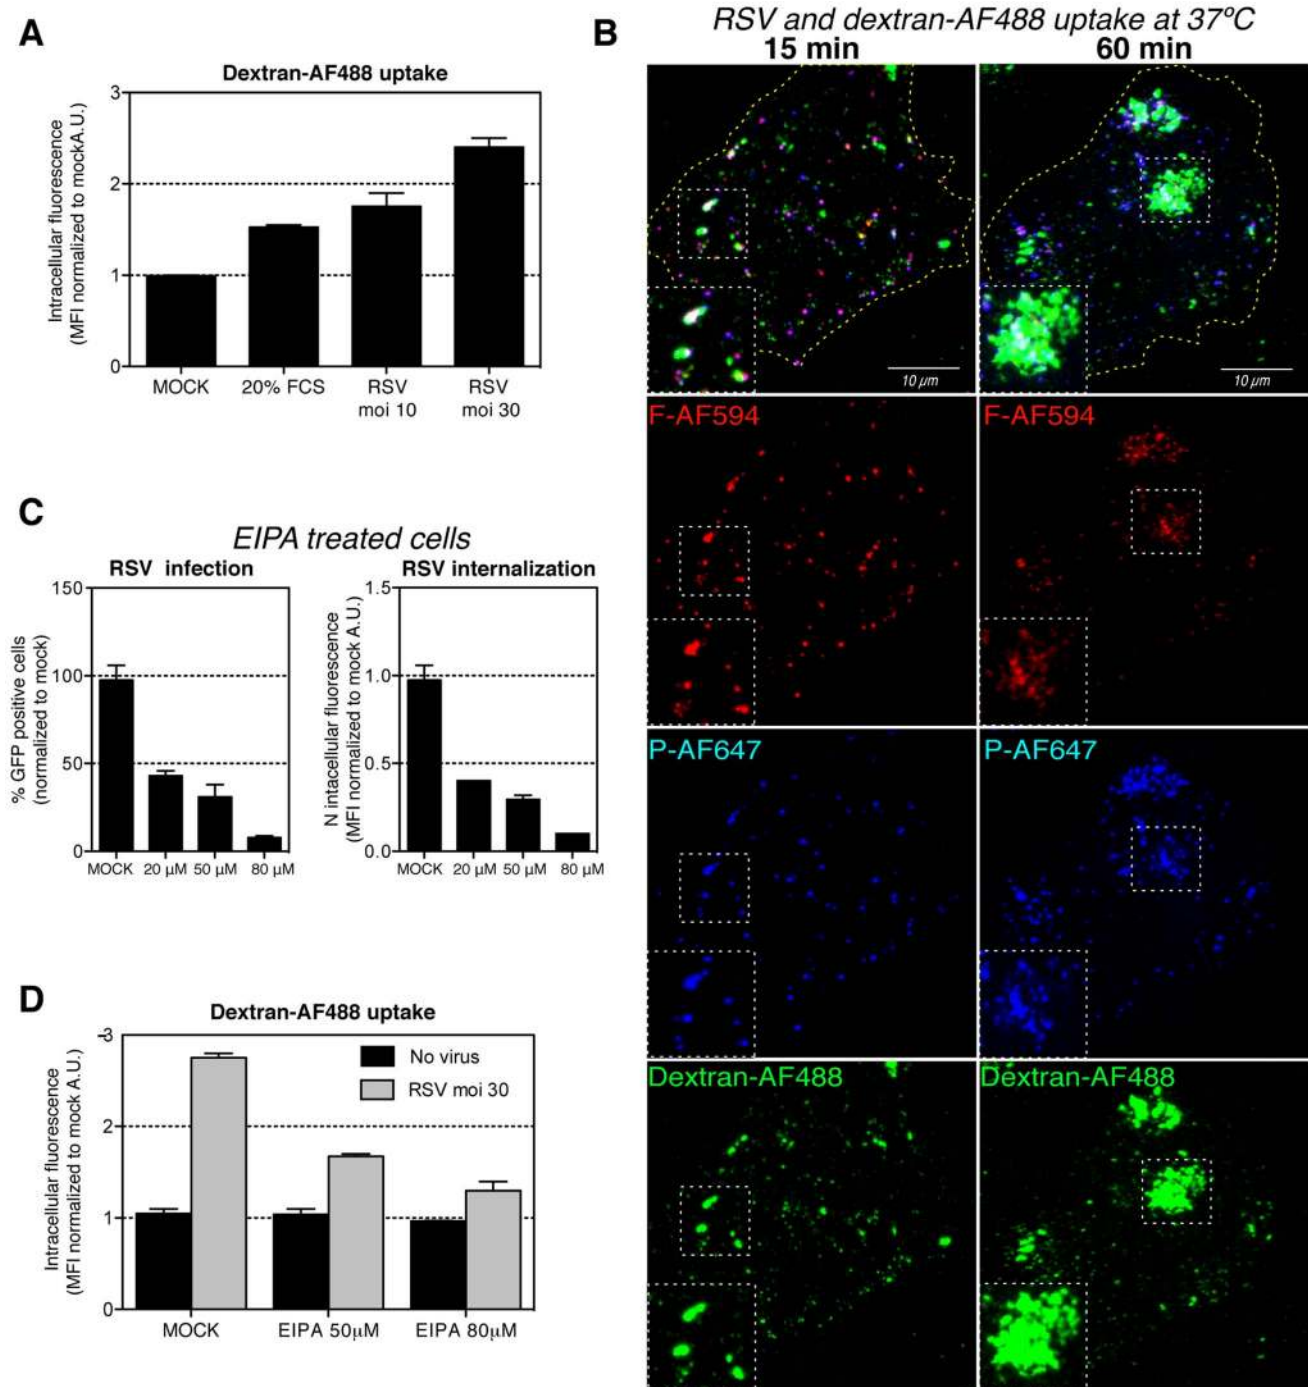 A
Dextran-AF488 uptake
Intracellular fluorescence
(MFI normalized to mockA.U.)
3
2
1
0
MOCK
20% FCS
RSV
moi 10
RSV
moi 30
B
RSV and dextran-AF488 uptake at 37ºC
15 min
60 min
10 µm
10 µm
F-AF594
F-AF594
P-AF647
P-AF647
Dextran-AF488
Dextran-AF488
C
EIPA treated cells
RSV infection
% GFP positive cells
(normalized to mock)
150
100
50
0
MOCK
20 µM
50 µM
80 µM
RSV internalization
N intacellular fluorescence
(MFI normalized to mock A.U.)
1.5
1.0
0.5
0.0
MOCK
20 µM
50 µM
80 µM
D
Dextran-AF488 uptake
Intracellular fluorescence
(MFI normalized to mock A.U.)
3
2
1
0
No virus
RSV moi 30
MOCK
EIPA 50µM
EIPA 80µM